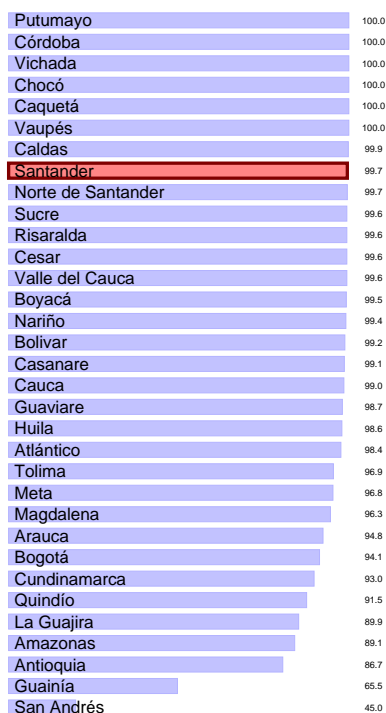 Putumayo 100.0
Córdoba 100.0
Vichada 100.0
Chocó 100.0
Caquetá 100.0
Vaupés 100.0
Caldas 99.9
Santander 99.7
Norte de Santander 99.7
Sucre 99.6
Risaralda 99.6
Cesar 99.6
Valle del Cauca 99.6
Boyacá 99.5
Nariño 99.4
Bolivar 99.2
Casanare 99.1
Cauca 99.0
Guaviare 98.7
Huila 98.6
Atlántico 98.4
Tolima 96.9
Meta 96.8
Magdalena 96.3
Arauca 94.8
Bogotá 94.1
Cundinamarca 93.0
Quindío 91.5
La Guajira 89.9
Amazonas 89.1
Antioquia 86.7
Guainía 65.5
San Andrés 45.0